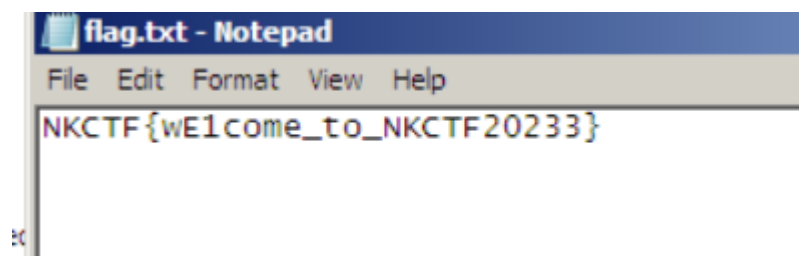 flag.txt - Notepad
File Edit Format View Help
NKCTF{wE1come_to_NKCTF20233}